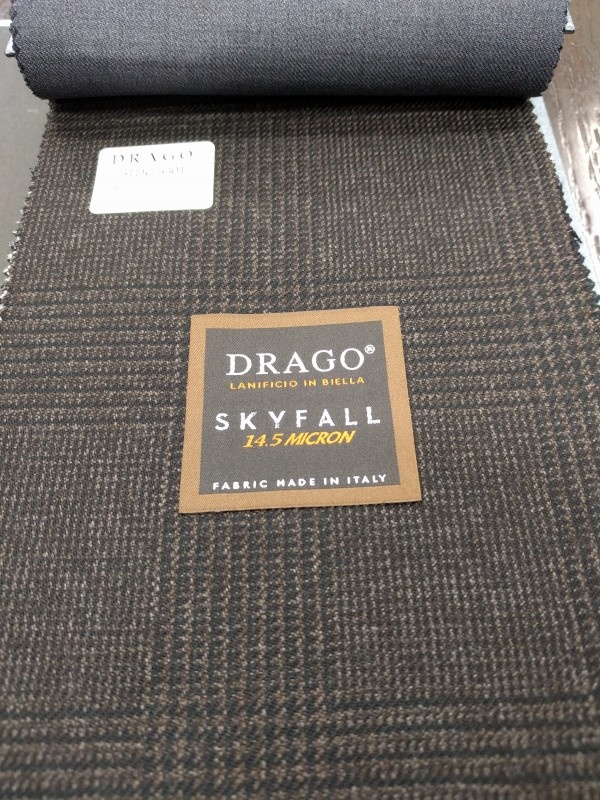 DRAGO
DRAGO®
LANIFICIO IN BIELLA
SKYFALL
14.5 MICRON
FABRIC MADE IN ITALY